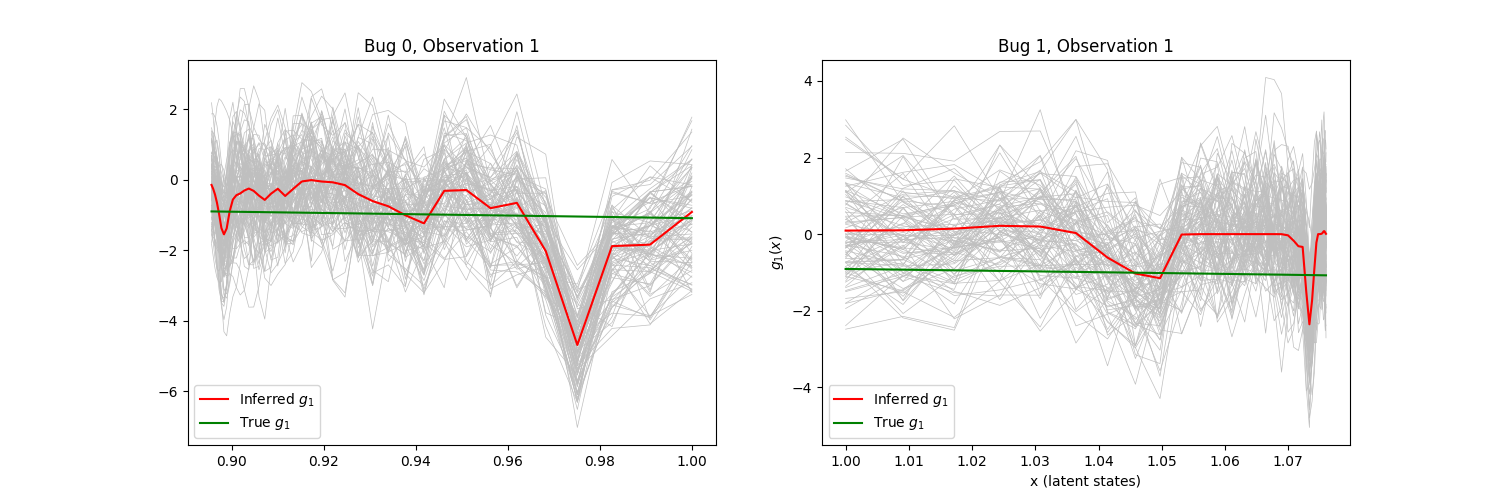 Bug 0, Observation 1
2
0
−2
−4
−6
0.90 0.92 0.94 0.96 0.98 1.00
Inferred g₁
True g₁
Bug 1, Observation 1
g₁(x)
4
2
0
−2
−4
1.00 1.01 1.02 1.03 1.04 1.05 1.06 1.07
x (latent states)
Inferred g₁
True g₁